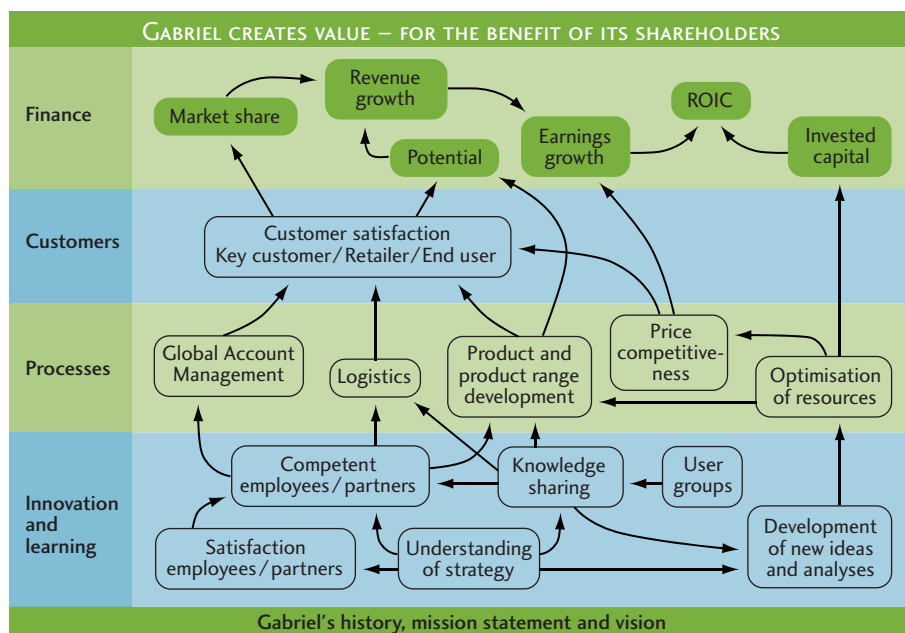 GABRIEL CREATES VALUE – FOR THE BENEFIT OF ITS SHAREHOLDERS
Finance
Market share
Revenue
growth
Potential
Earnings
growth
ROIC
Invested
capital
Customers
Customer satisfaction
Key customer/Retailer/End user
Processes
Global Account
Management
Logistics
Product and
product range
development
Price
competitive-
ness
Optimisation
of resources
Innovation
and
learning
Competent
employees/partners
Knowledge
sharing
User
groups
Satisfaction
employees/partners
Understanding
of strategy
Development
of new ideas
and analyses
Gabriel's history, mission statement and vision